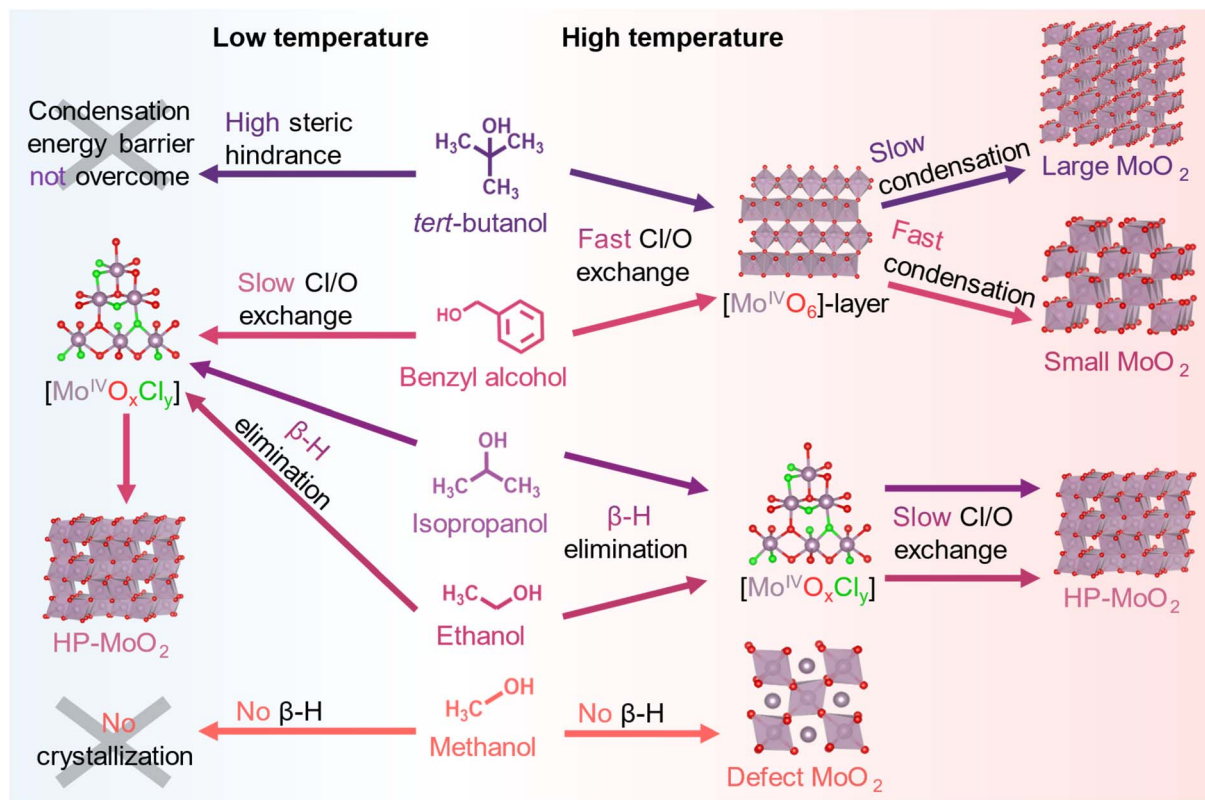 Low temperature
High temperature
Condensation
energy barrier
not overcome
High steric
hindrance
OH
H₃C
CH₃
CH₃
tert-butanol
Slow
condensation
Large MoO₂
Fast Cl/O
exchange
[MoᴵⱽO₆]-layer
Fast
condensation
Small MoO₂
Slow Cl/O
exchange
HO
Benzyl alcohol
[MoᴵⱽOₓClᵧ]
β-H
elimination
OH
H₃C
CH₃
Isopropanol
β-H
elimination
[MoᴵⱽOₓClᵧ]
Slow Cl/O
exchange
HP-MoO₂
HP-MoO₂
H₃C
OH
Ethanol
No
crystallization
No β-H
OH
H₃C
Methanol
No β-H
Defect MoO₂